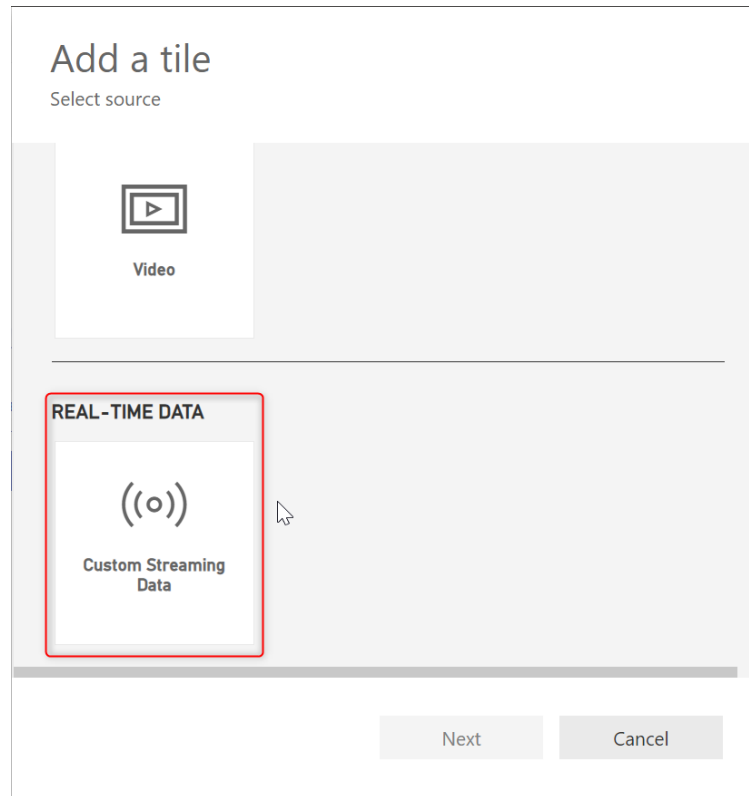 Add a tile
Select source
Video
REAL-TIME DATA
Custom Streaming
Data
Next
Cancel